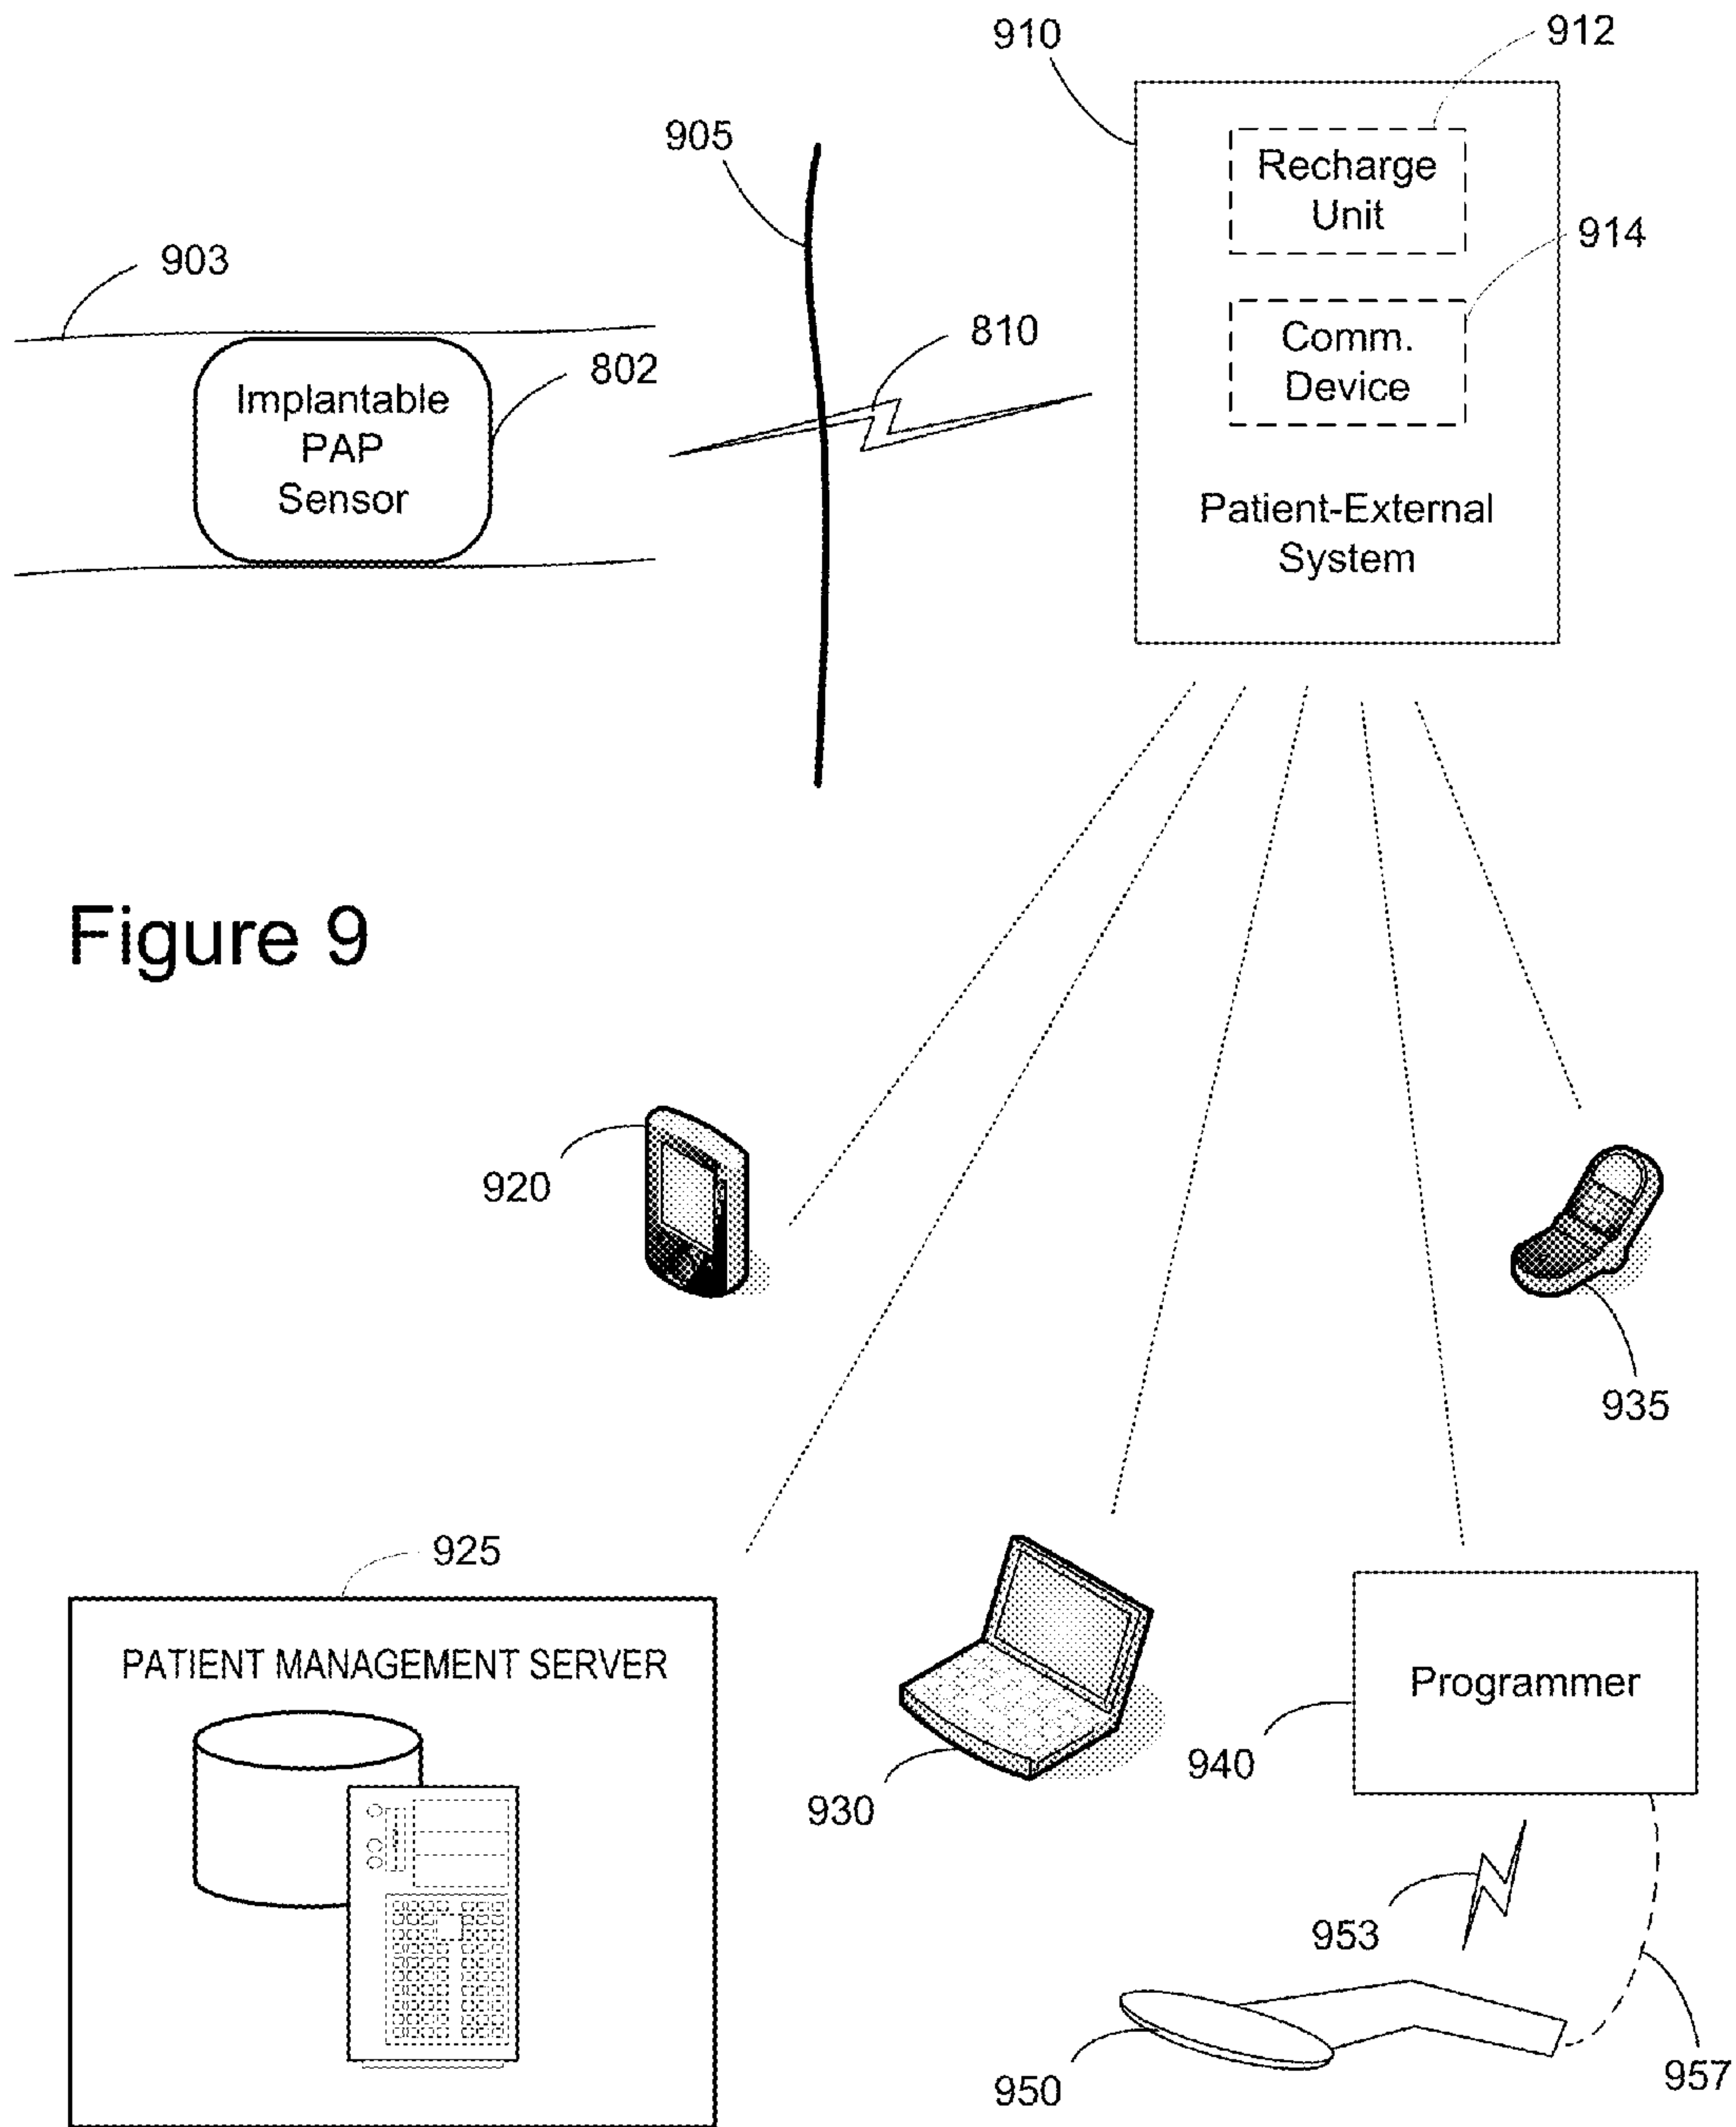 910
912
905
Recharge
Unit
914
903
810
Comm.
Device
802
Implantable
PAP
Sensor
Patient-External
System
Figure 9
920
935
925
PATIENT MANAGEMENT SERVER
Programmer
940
930
953
950
957